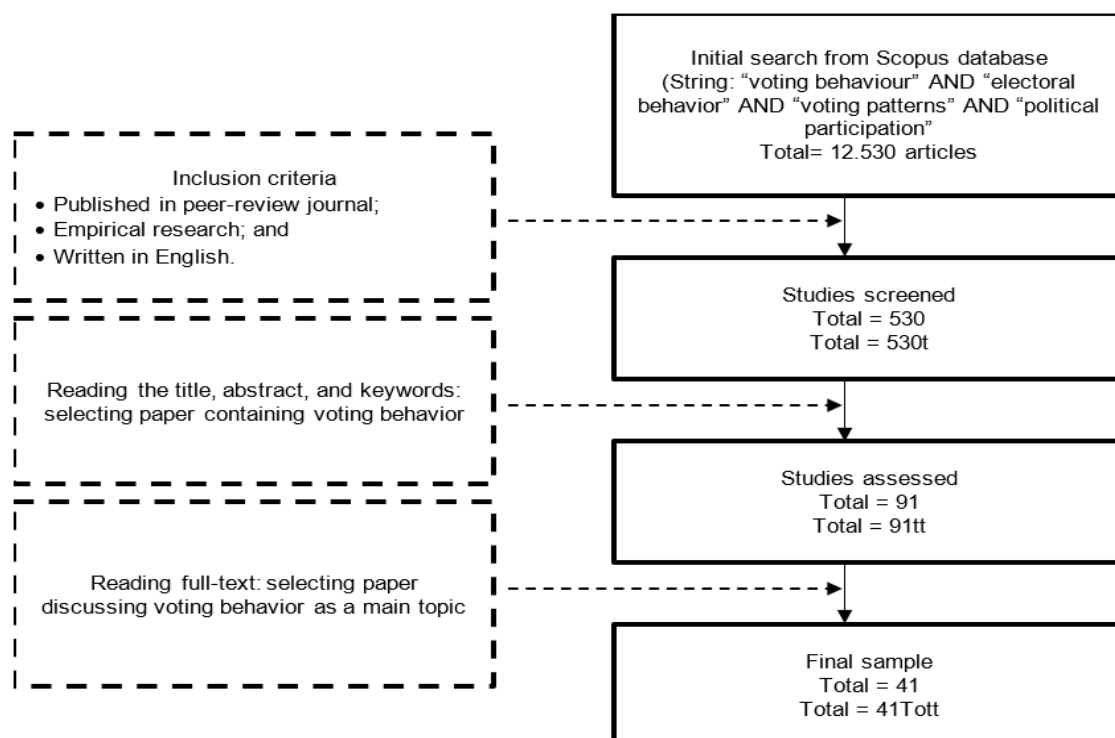 Initial search from Scopus database
(String: “voting behaviour” AND “electoral
behavior” AND “voting patterns” AND “political
participation”
Total= 12.530 articles
Inclusion criteria
• Published in peer-review journal;
• Empirical research; and
• Written in English.
Studies screened
Total = 530
Total = 530t
Reading the title, abstract, and keywords:
selecting paper containing voting behavior
Studies assessed
Total = 91
Total = 91tt
Reading full-text: selecting paper
discussing voting behavior as a main topic
Final sample
Total = 41
Total = 41Tott